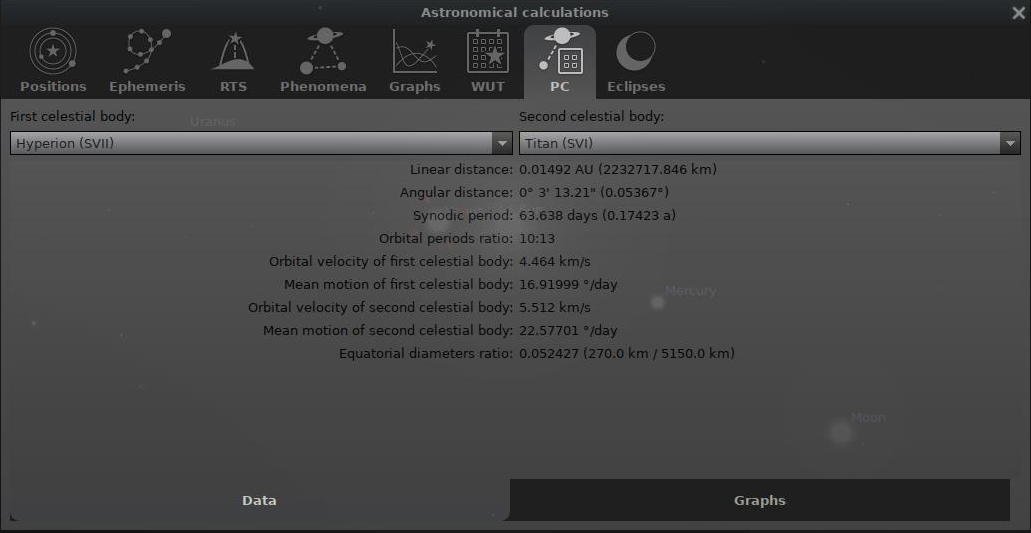 Astronomical calculations
Positions Ephemeris RTS Phenomena Graphs WUT PC Eclipses
First celestial body: Second celestial body:
Uranus
Hyperion (SVII) Titan (SVI)
Linear distance: 0.01492 AU (2232717.846 km)
Angular distance: 0° 3' 13.21" (0.05367°)
Synodic period: 63.638 days (0.17423 a)
Orbital periods ratio: 10:13
Orbital velocity of first celestial body: 4.464 km/s
Mean motion of first celestial body: 16.91999 °/day
Mercury
Orbital velocity of second celestial body: 5.512 km/s
Mean motion of second celestial body: 22.57701 °/day
Equatorial diameters ratio: 0.052427 (270.0 km / 5150.0 km)
Moon
Data Graphs